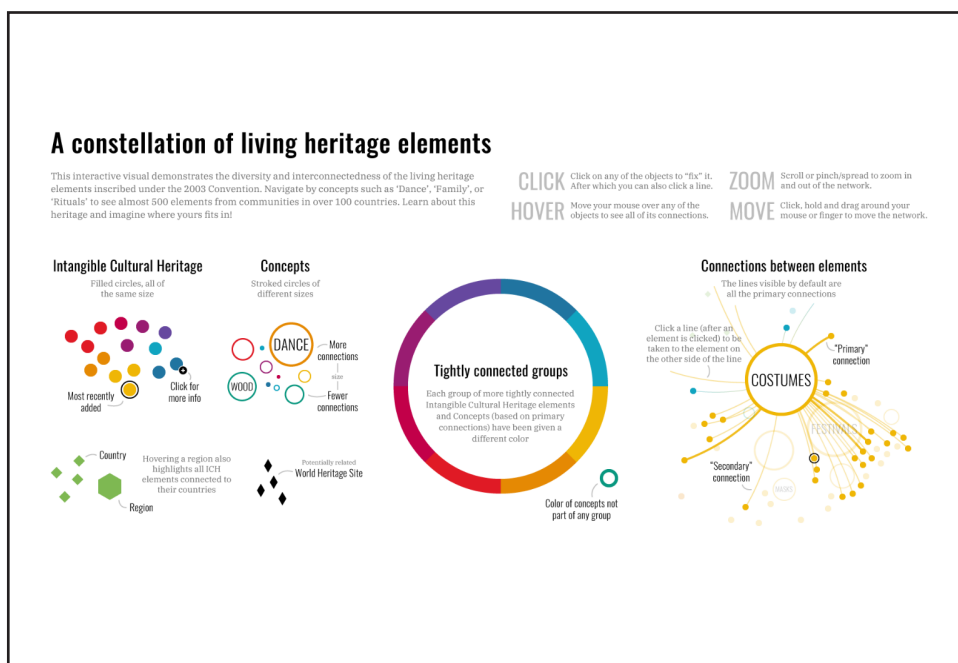 A constellation of living heritage elements
This interactive visual demonstrates the diversity and interconnectedness of the living heritage
elements inscribed under the 2003 Convention. Navigate by concepts such as ‘Dance’, ‘Family’, or
‘Rituals’ to see almost 500 elements from communities in over 100 countries. Learn about this
heritage and imagine where yours fits in!
CLICK
Click on any of the objects to “fix” it.
After which you can also click a line.
HOVER
Move your mouse over any of the
objects to see all of its connections.
ZOOM
Scroll or pinch/spread to zoom in
and out of the network.
MOVE
Click, hold and drag around your
mouse or finger to move the network.
Intangible Cultural Heritage
Filled circles, all of
the same size
Most recently
added
Click for
more info
Country
Region
Hovering a region also
highlights all ICH
elements connected to
their countries
Concepts
Stroked circles of
different sizes
DANCE
WOOD
More
connections
size
Fewer
connections
Potentially related
World Heritage Site
Tightly connected groups
Each group of more tightly connected
Intangible Cultural Heritage elements
and Concepts (based on primary
connections) have been given a
different color
Color of concepts not
part of any group
Connections between elements
The lines visible by default are
all the primary connections
Click a line (after an
element is clicked) to be
taken to the element on
the other side of the line
“Primary”
connection
COSTUMES
FESTIVALS
“Secondary”
connection
MASKS